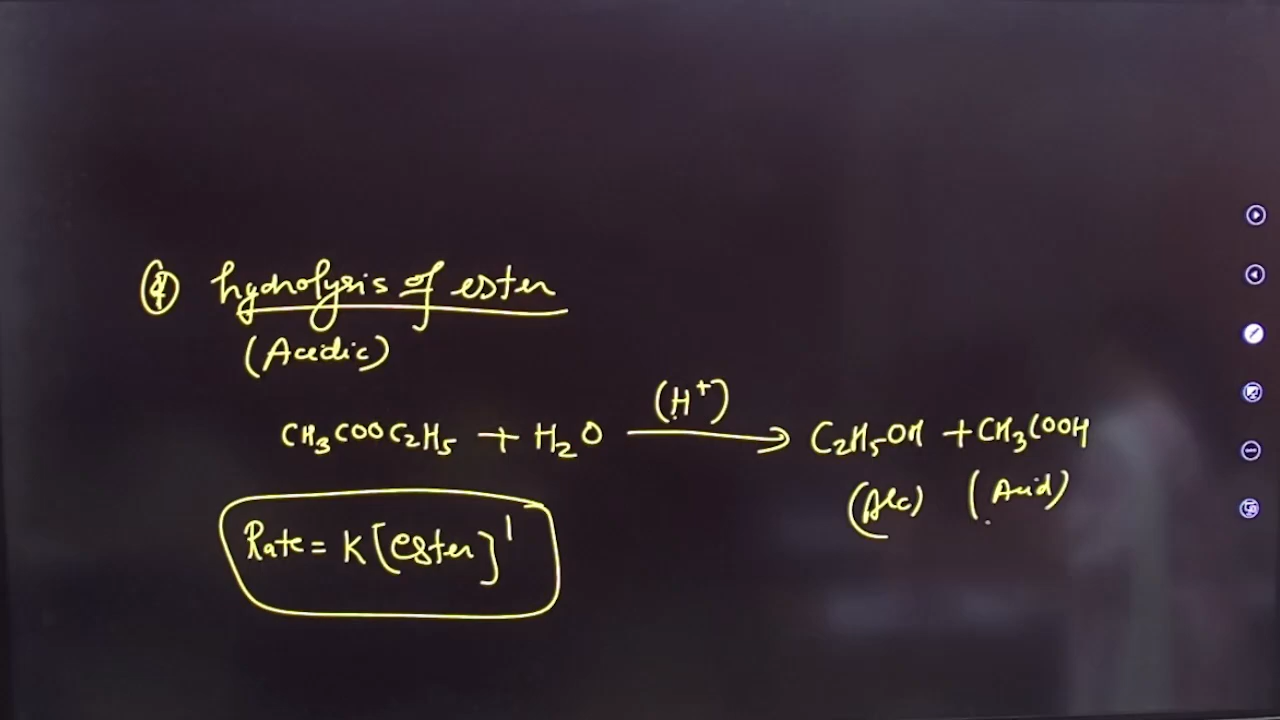 ④ hydrolysis of ester
(Acidic)
(H⁺)
CH₃COOC₂H₅ + H₂O ⟶ C₂H₅OH + CH₃COOH
(Alc) (Acid)
Rate = K[ester]¹